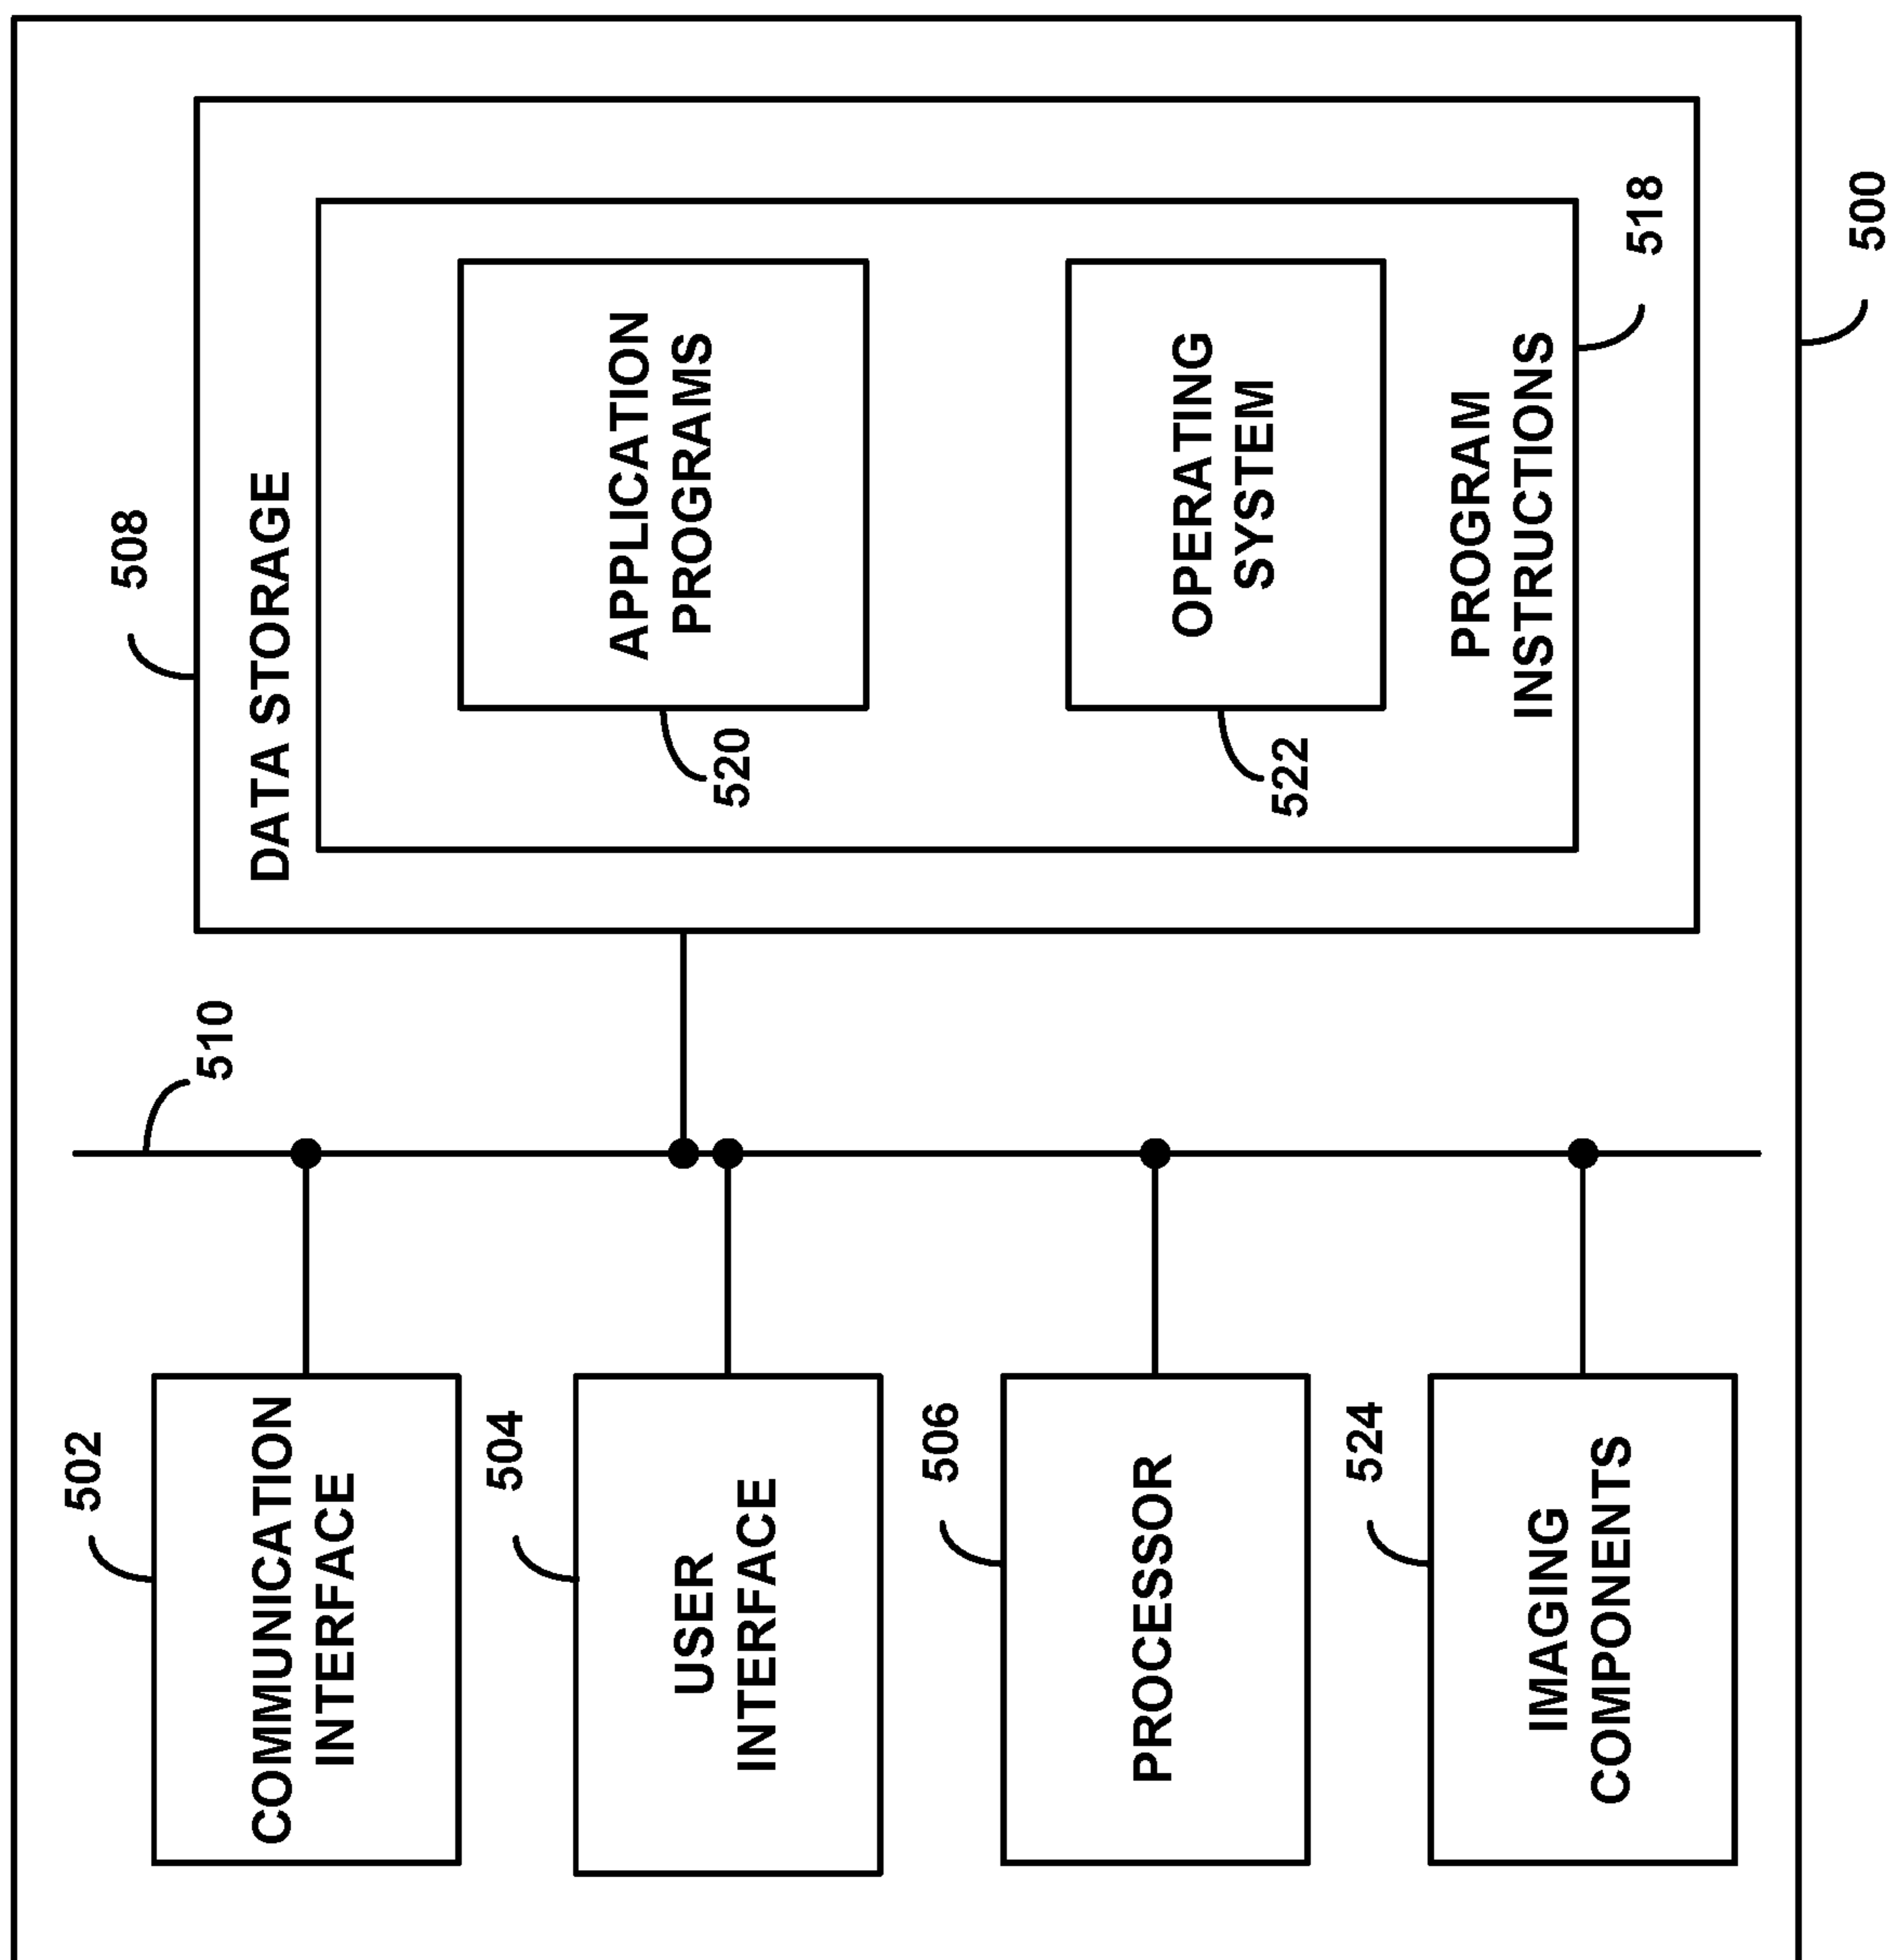 502
COMMUNICATION
INTERFACE
504
USER
INTERFACE
506
PROCESSOR
524
IMAGING
COMPONENTS
510
508
DATA STORAGE
APPLICATION
PROGRAMS
520
OPERATING
SYSTEM
522
PROGRAM
INSTRUCTIONS
518
500